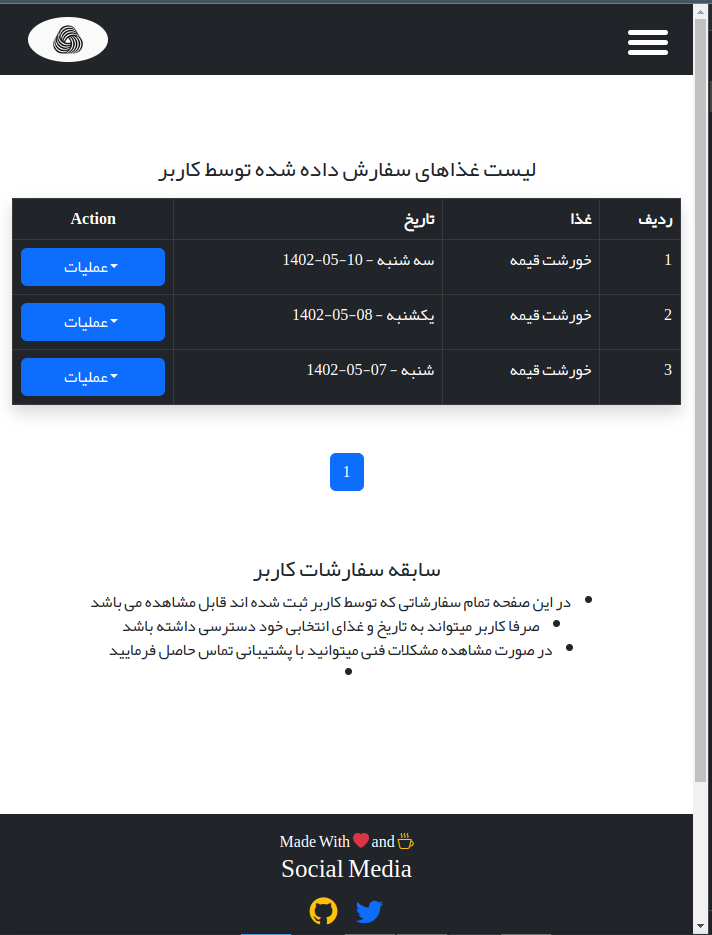 لیست غذاهای سفارش داده شده توسط کاربر
ردیف غذا تاریخ Action
1 خورشت قیمه سه شنبه - 10-05-1402 عملیات
2 خورشت قیمه یکشنبه - 08-05-1402 عملیات
3 خورشت قیمه شنبه - 07-05-1402 عملیات
1
سابقه سفارشات کاربر
در این صفحه تمام سفارشاتی که توسط کاربر ثبت شده اند قابل مشاهده می باشد
صرفا کاربر میتواند به تاریخ و غذای انتخابی خود دسترسی داشته باشد
در صورت مشاهده مشکلات فنی میتوانید با پشتیبانی تماس حاصل فرمایید
Made With and
Social Media